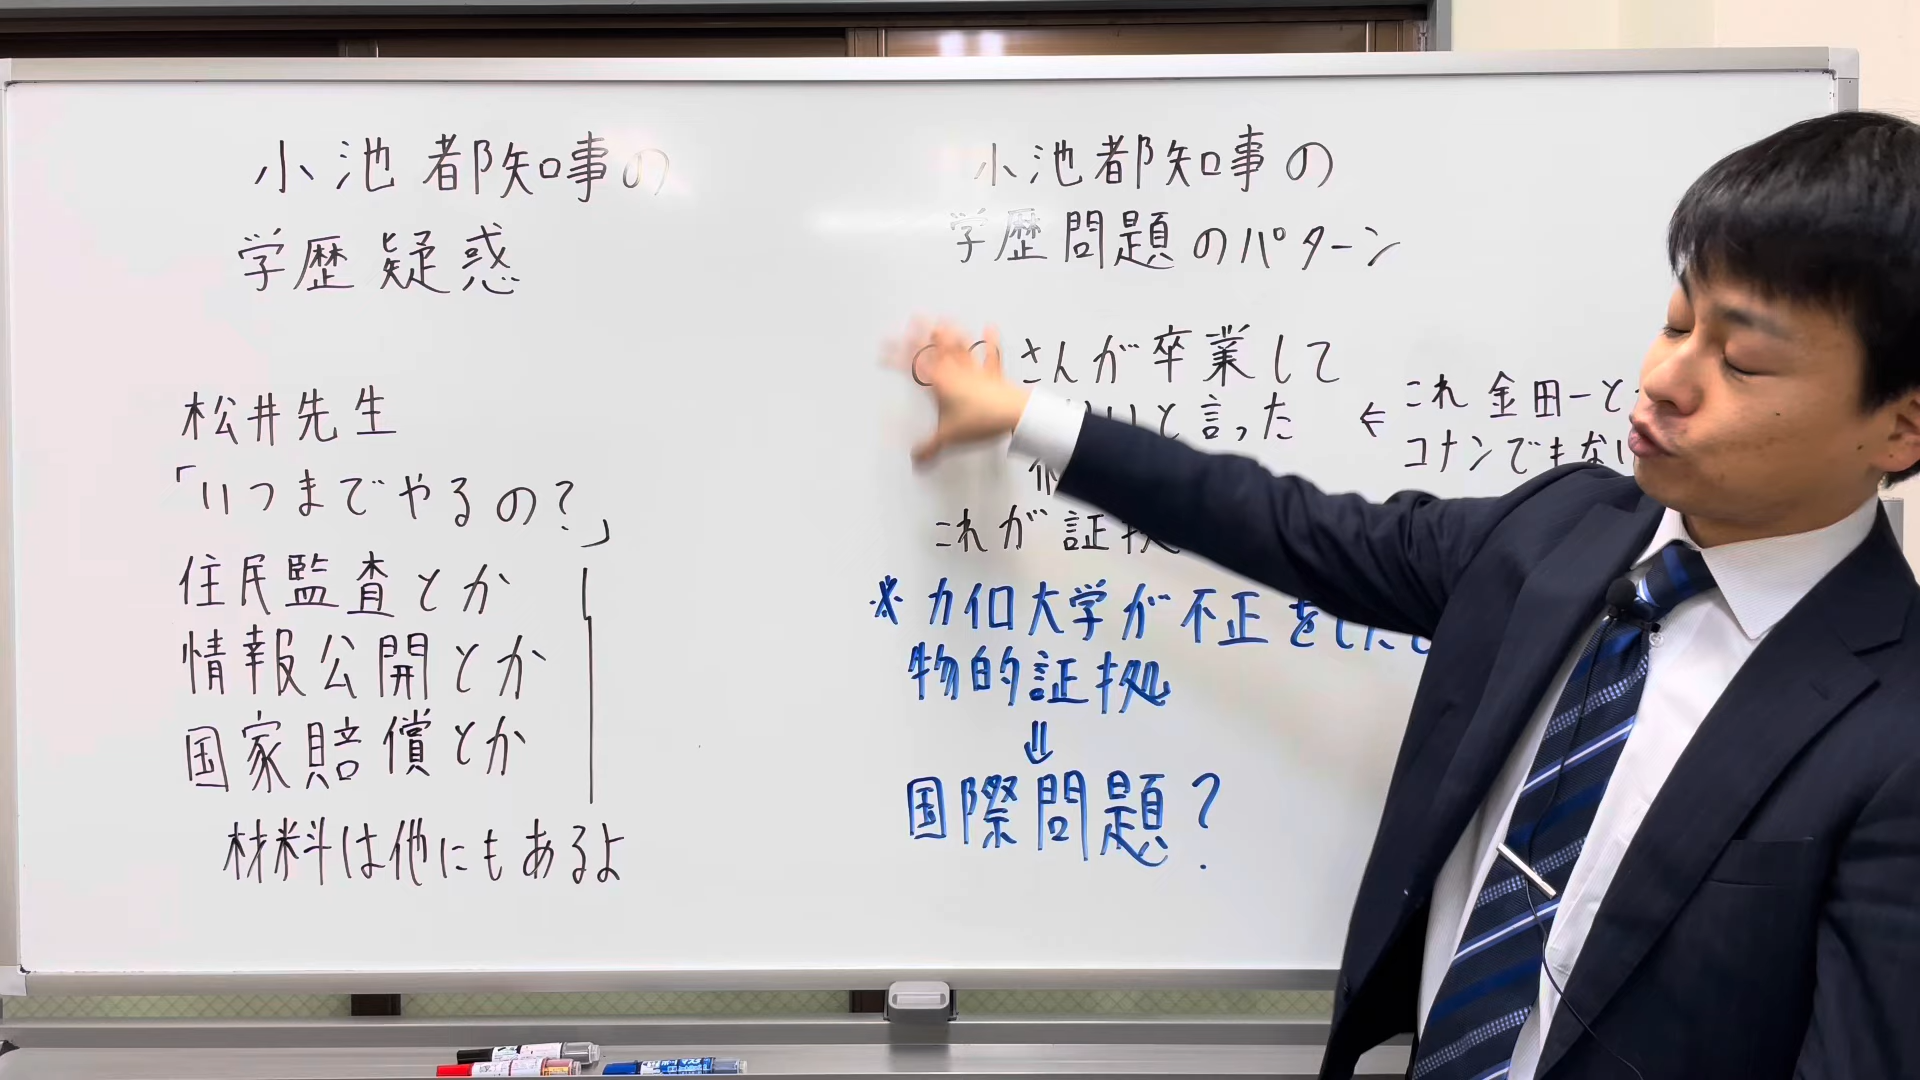 小池都知事の
学歴疑惑
松井先生
「いつまでやるの?」
住民監査とか
情報公開とか
国家賠償とか
材料は他にもあるよ
小池都知事の
学歴問題のパターン
さんが卒業して
と言った
これが証拠
← これ金田一と
コナンでもない
※カイロ大学が不正をした
物的証拠
⇓
国際問題?